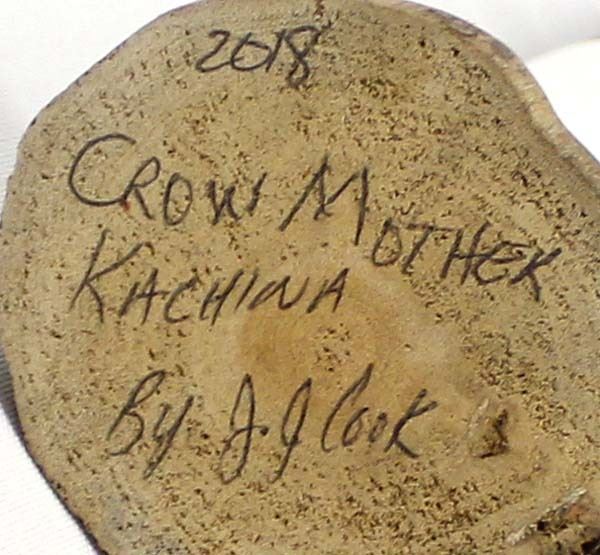 2018
CROW MOTHER
KACHINA
By J.J Cook